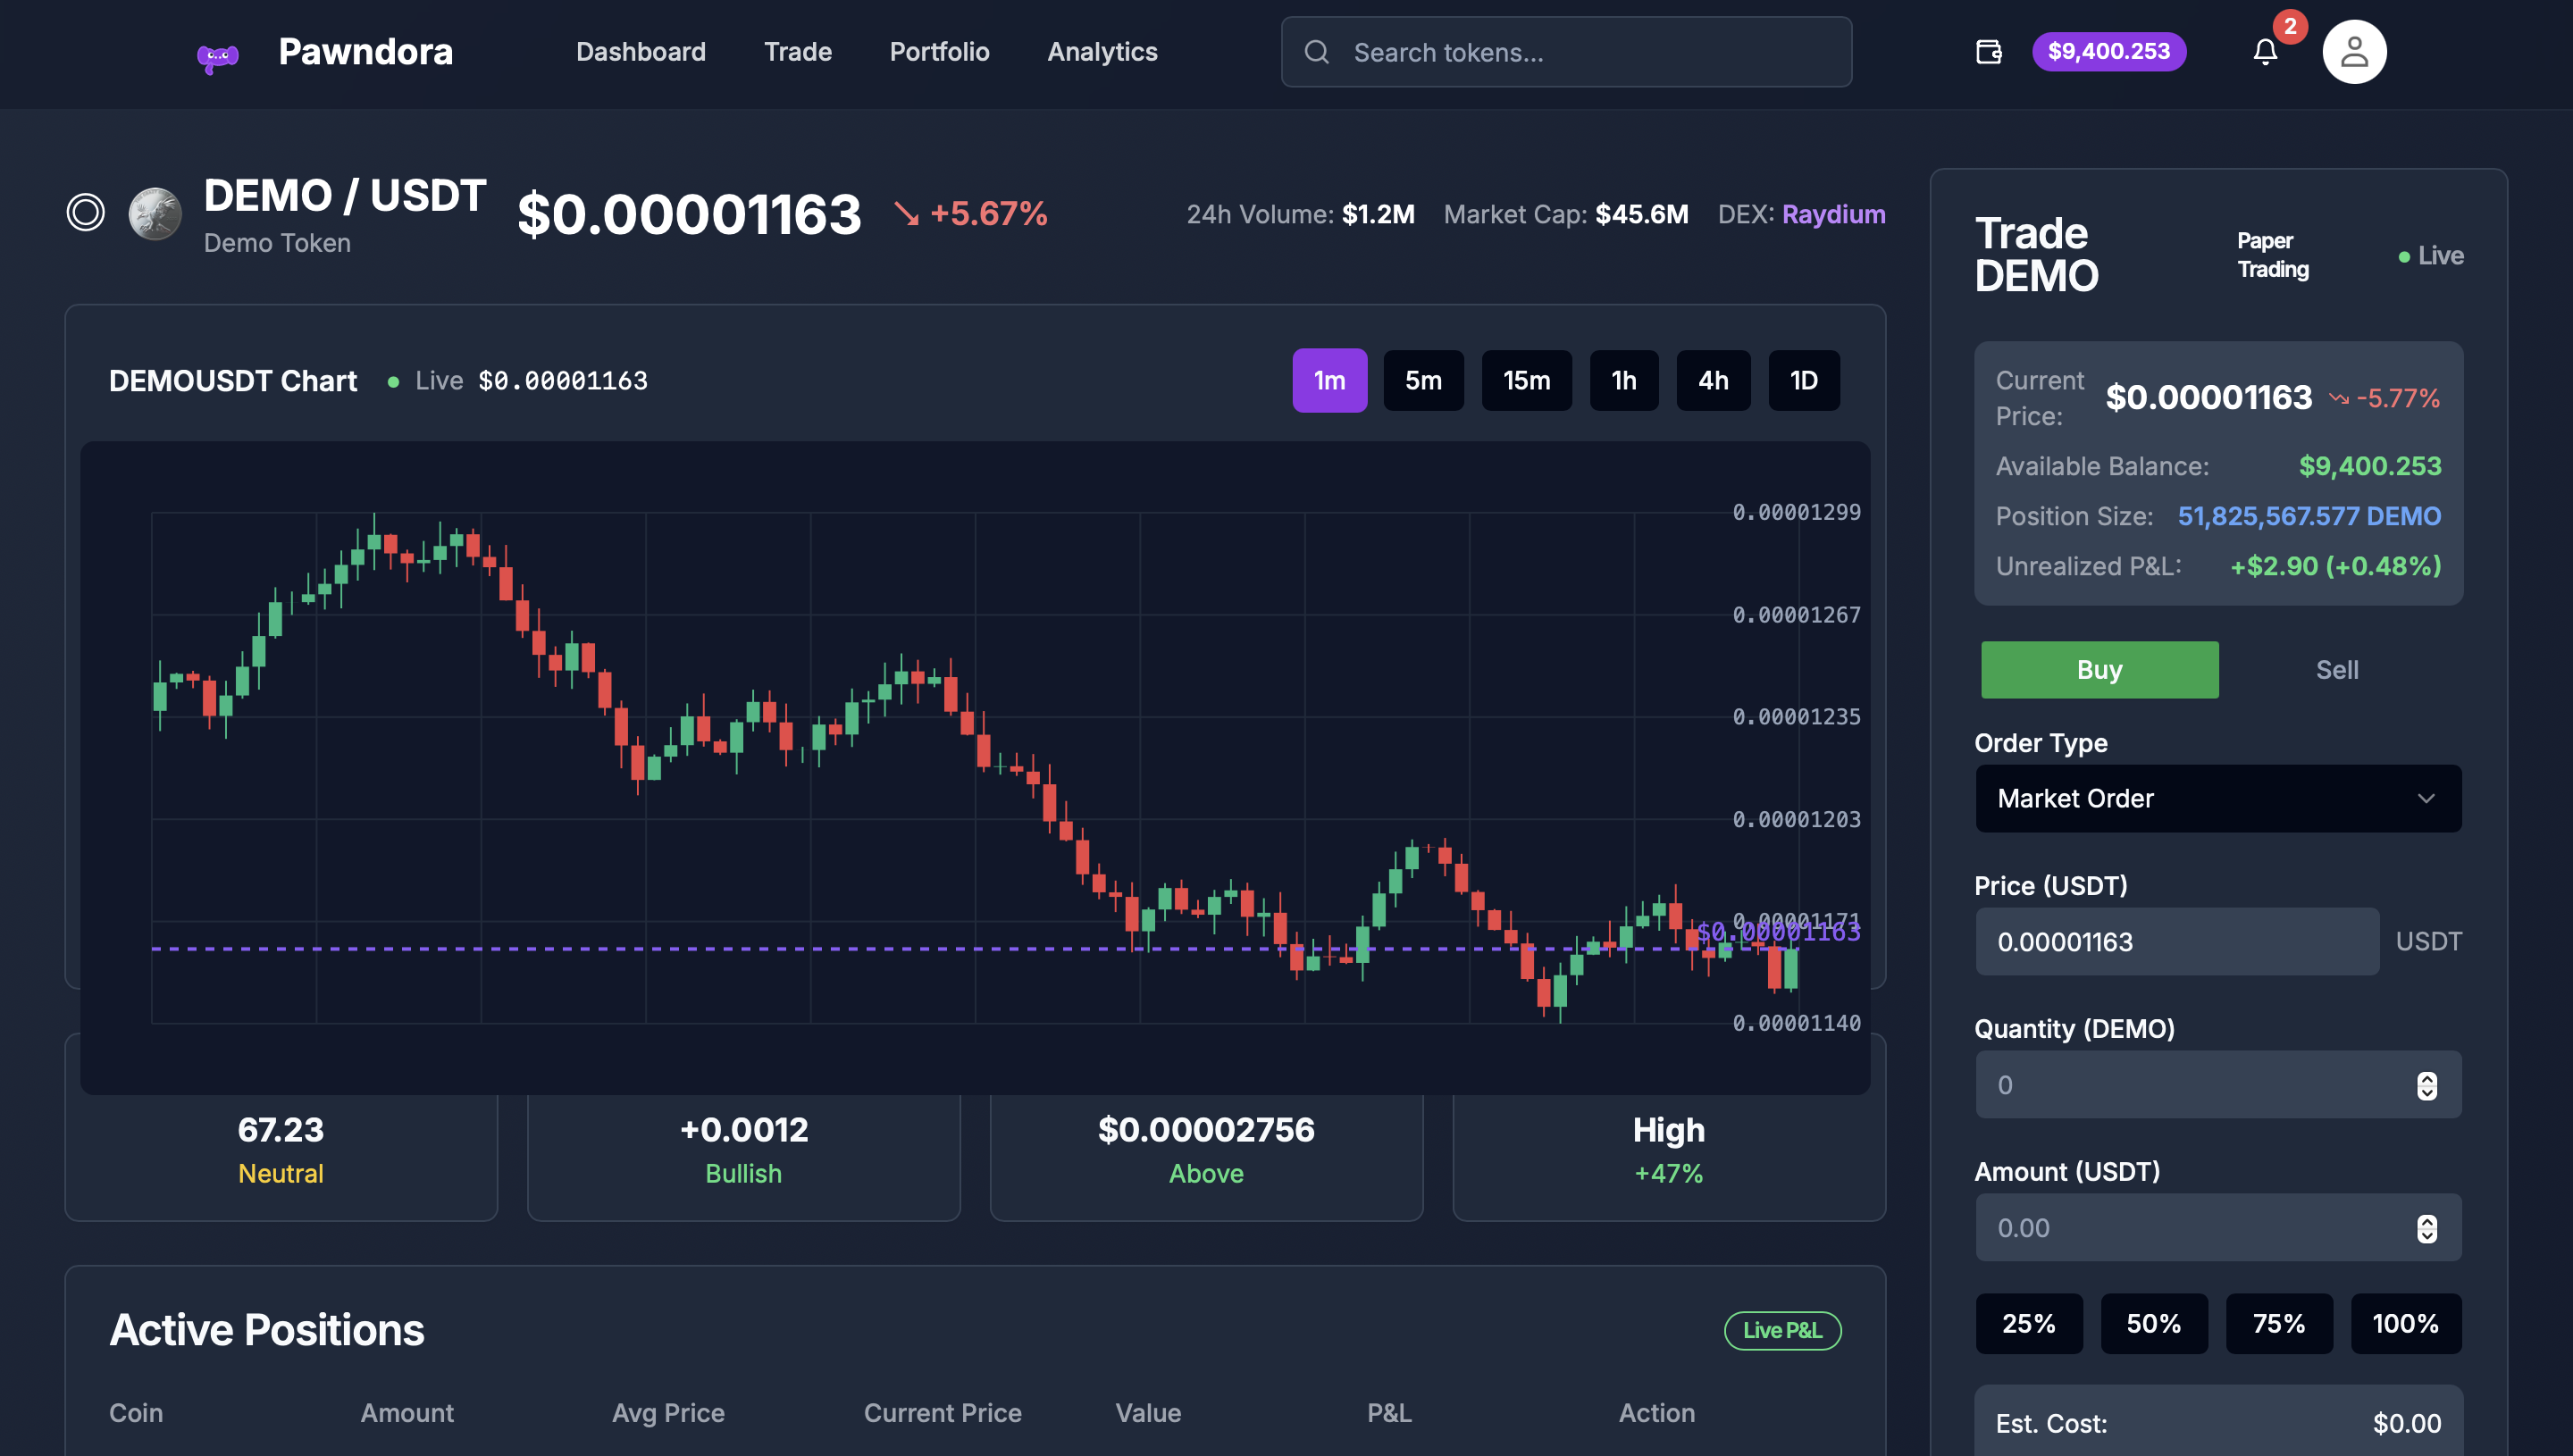 Pawndora
Dashboard
Trade
Portfolio
Analytics
Search tokens...
$9,400.253
2
DEMO / USDT
Demo Token
$0.00001163
+5.67%
24h Volume: $1.2M
Market Cap: $45.6M
DEX: Raydium
DEMOUSDT Chart
Live
$0.00001163
1m
5m
15m
1h
4h
1D
0.00001299
0.00001267
0.00001235
0.00001203
0.00001171
$0.00001163
0.00001140
67.23
Neutral
+0.0012
Bullish
$0.00002756
Above
High
+47%
Active Positions
Live P&L
Coin
Amount
Avg Price
Current Price
Value
P&L
Action
Trade
DEMO
Paper
Trading
Live
Current
Price:
$0.00001163
-5.77%
Available Balance:
$9,400.253
Position Size:
51,825,567.577 DEMO
Unrealized P&L:
+$2.90 (+0.48%)
Buy
Sell
Order Type
Market Order
Price (USDT)
0.00001163
USDT
Quantity (DEMO)
0
Amount (USDT)
0.00
25%
50%
75%
100%
Est. Cost:
$0.00